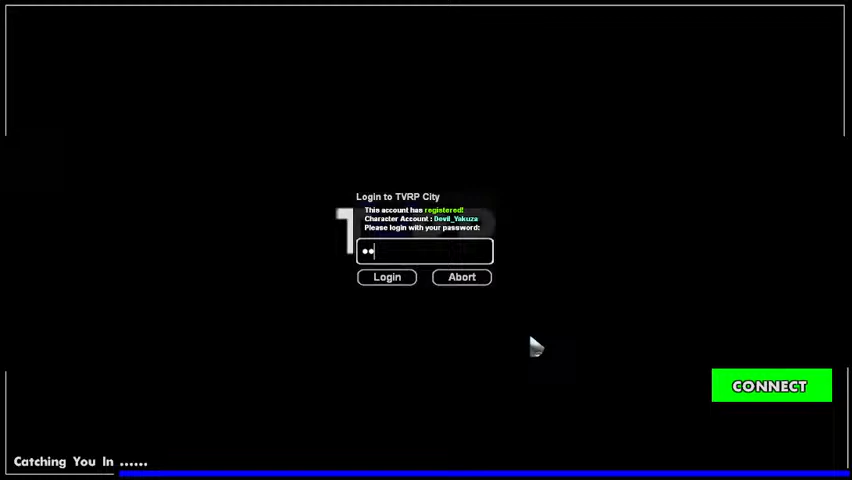 Login to TVRP City
This account has registered!
Character Account : Devil_Yakuza
Please login with your password:
Login
Abort
CONNECT
Catching You In ......